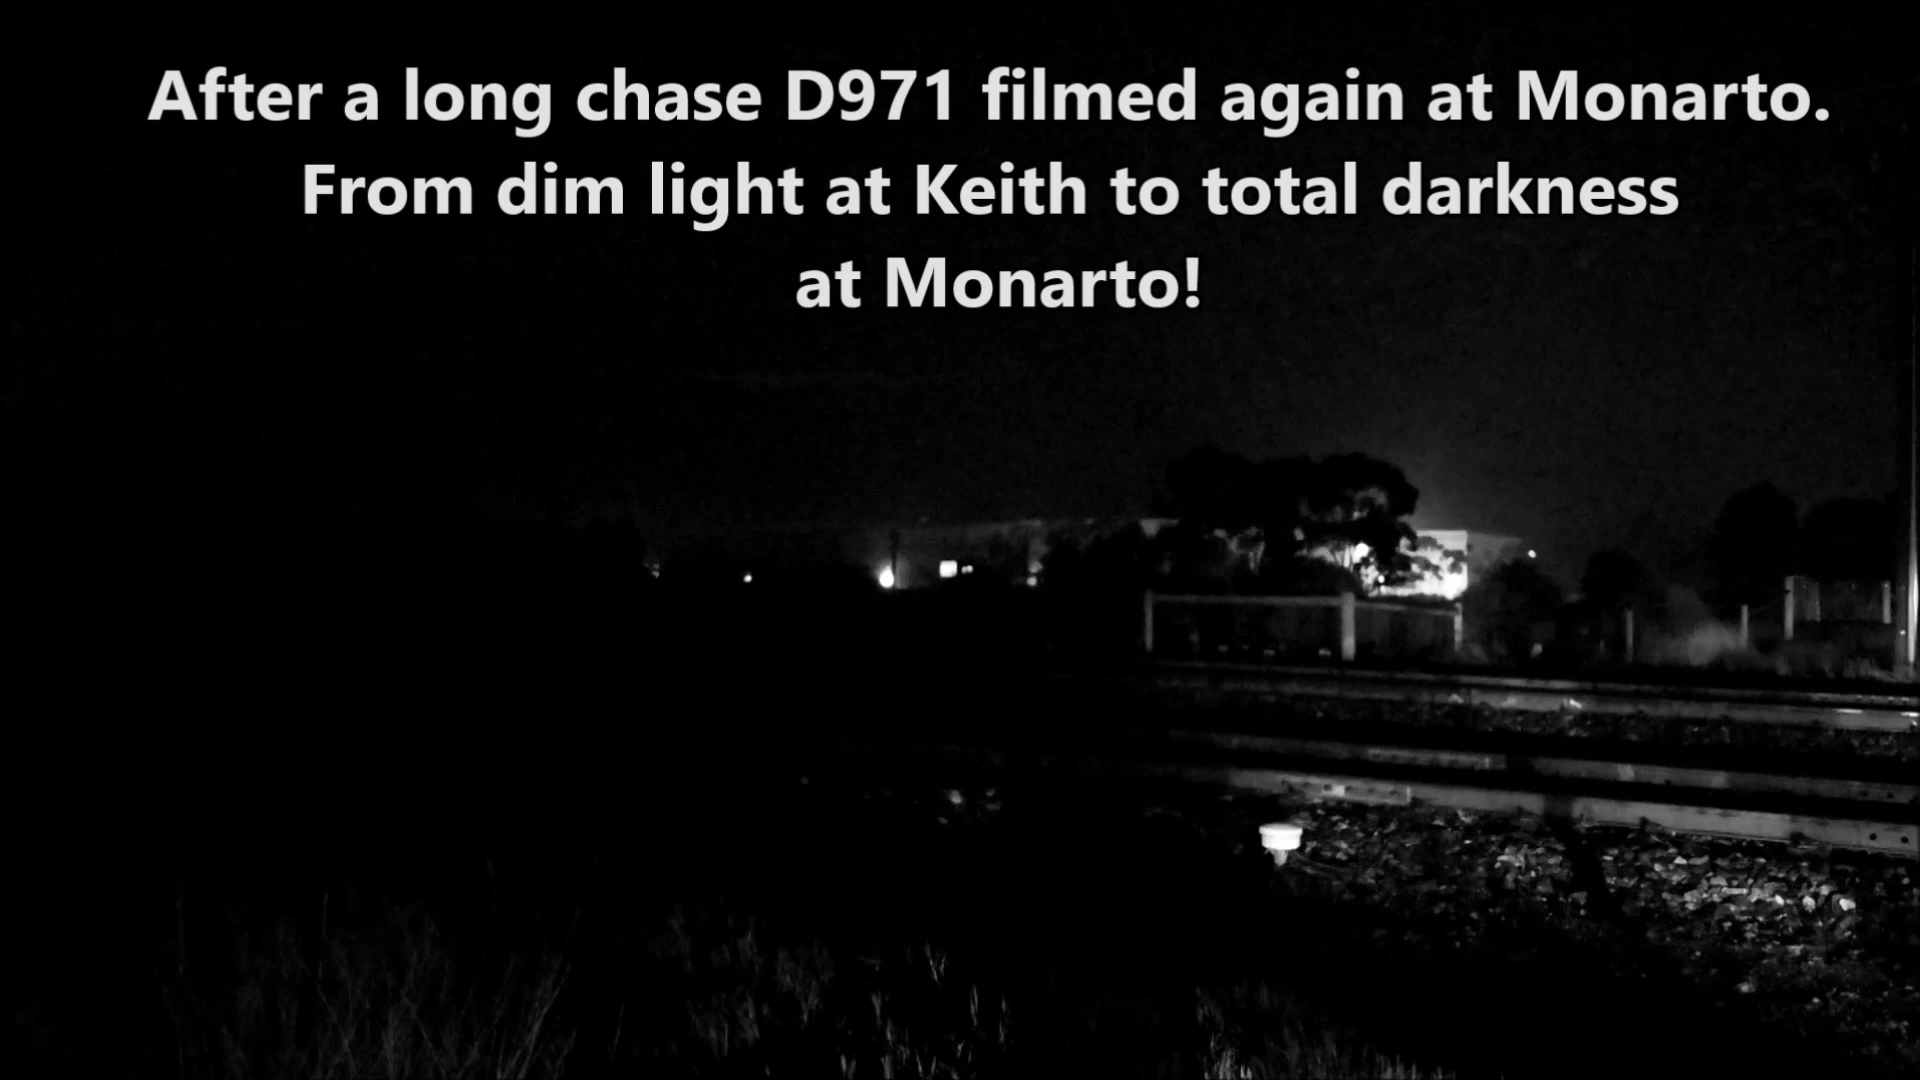 After a long chase D971 filmed again at Monarto.
From dim light at Keith to total darkness
at Monarto!